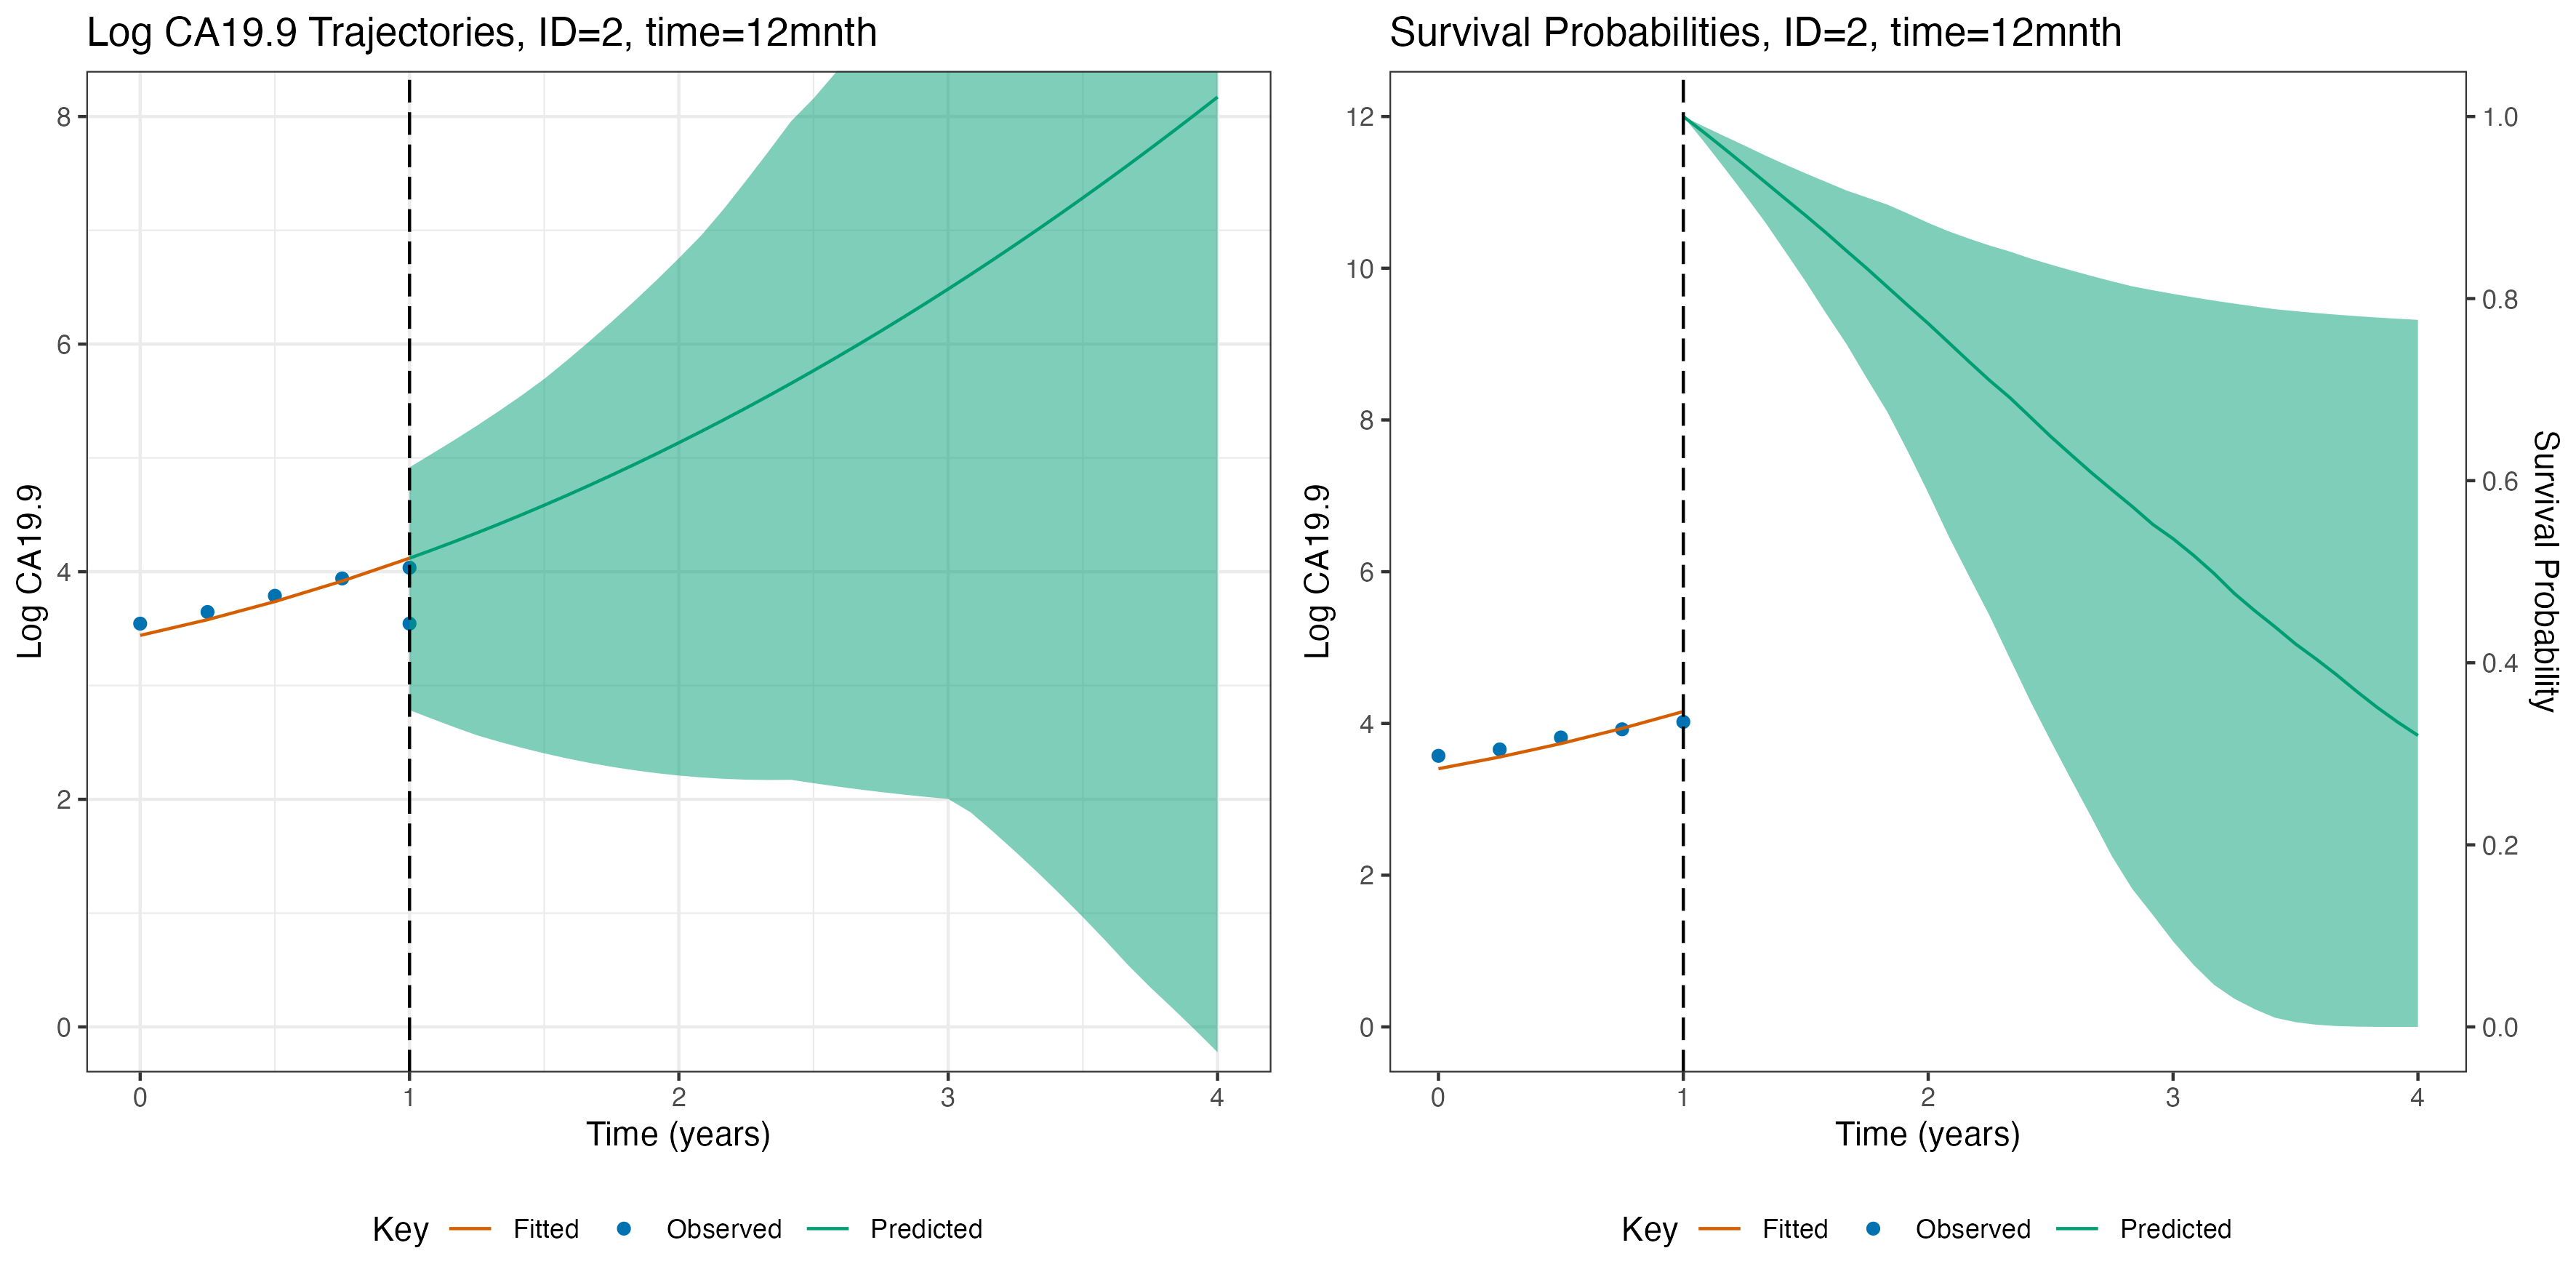 Log CA19.9 Trajectories, ID=2, time=12mnth
8
6
4
2
0
Log CA19.9
0 1 2 3 4
Time (years)
Key Fitted Observed Predicted
Survival Probabilities, ID=2, time=12mnth
12
10
8
6
4
2
0
Log CA19.9
1.0
0.8
0.6
0.4
0.2
0.0
Survival Probability
0 1 2 3 4
Time (years)
Key Fitted Observed Predicted